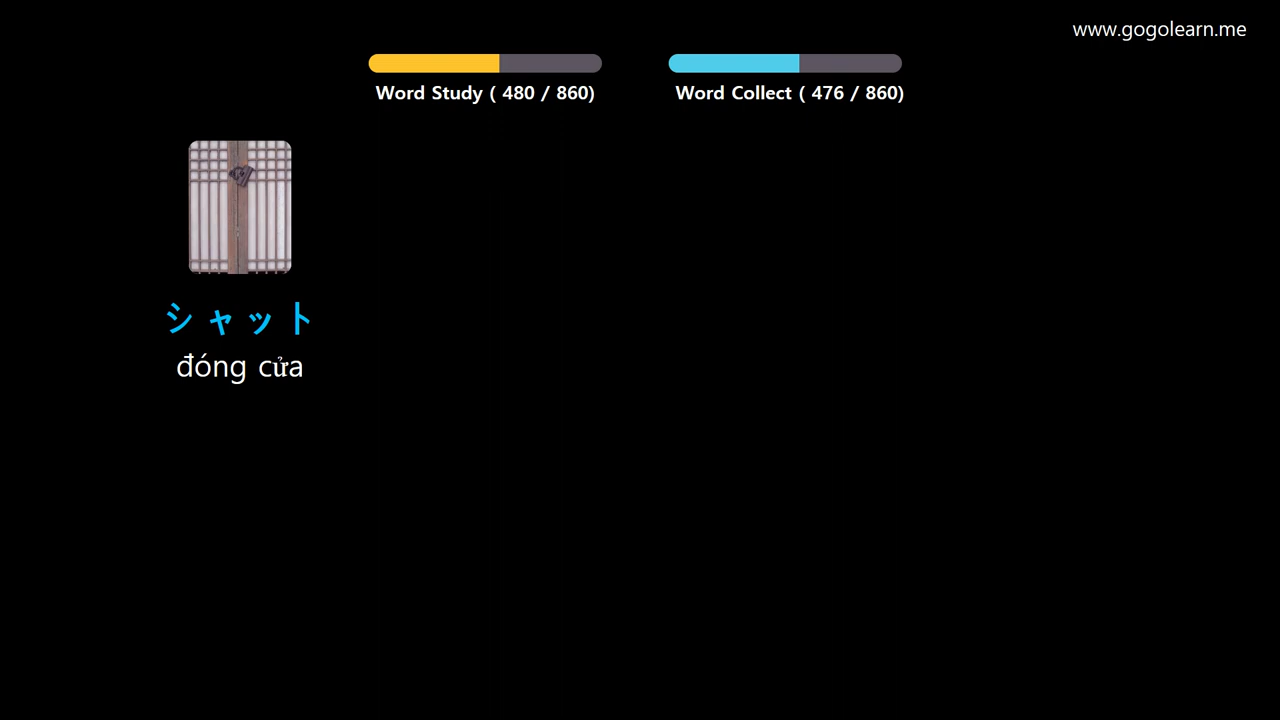 www.gogolearn.me
Word Study ( 480 / 860)
Word Collect ( 476 / 860)
シャット
đóng cửa